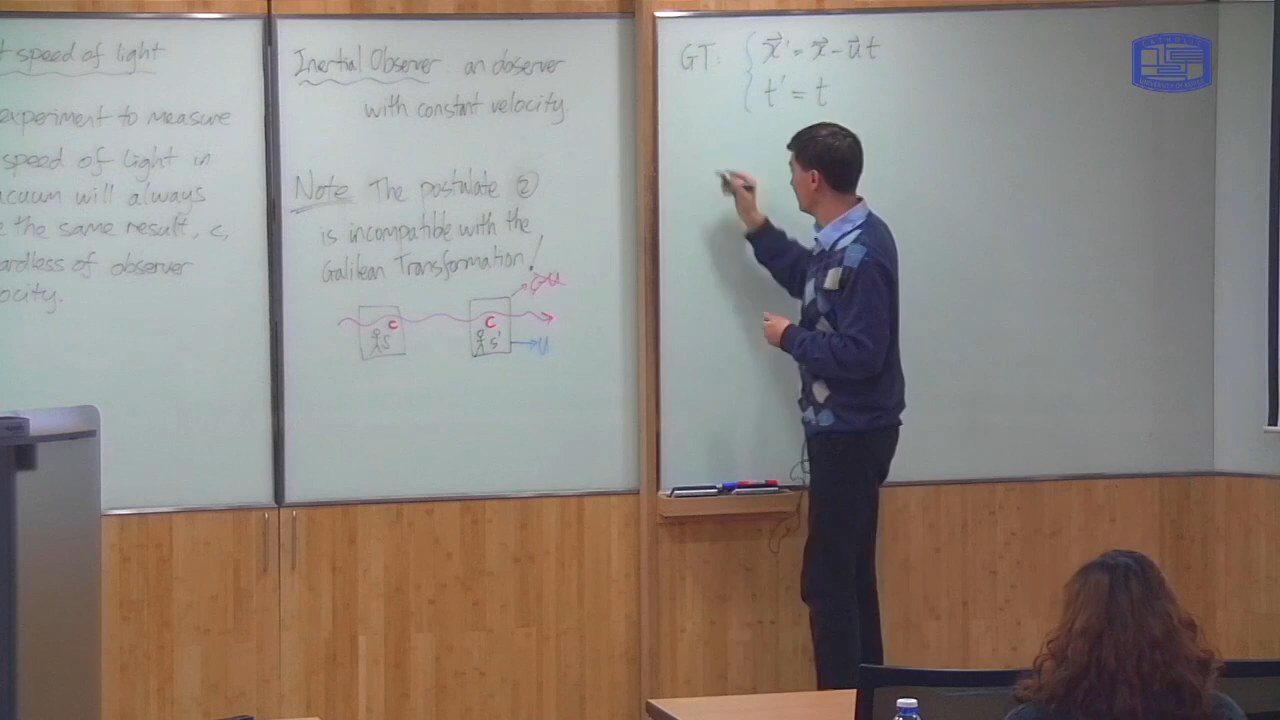 t speed of light
experiment to measure
speed of light in
acuum will always
e the same result, c,
ardless of observer
ocity.
Inertial Observer: an observer
with constant velocity
Note: The postulate ②
is incompatible with the
Galilean Transformation!
c S
c S'
u
GT: { x⃗' = x⃗ - u⃗ t
t' = t